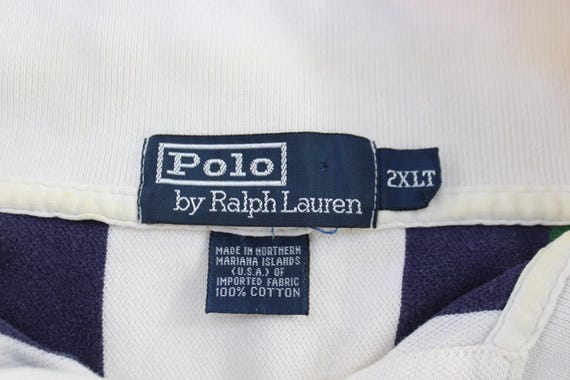 Polo
by Ralph Lauren
2XLT
MADE IN NORTHERN
MARIANA ISLANDS
(U.S.A.) OF
IMPORTED FABRIC
100% COTTON